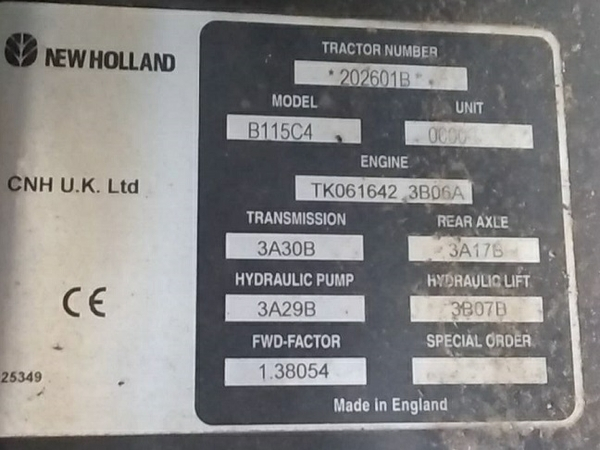 NEW HOLLAND
CNH U.K. Ltd
CE
25349
TRACTOR NUMBER
*202601B*
MODEL UNIT
B115C4 0000
ENGINE
TK061642 3B06A
TRANSMISSION REAR AXLE
3A30B 3A17B
HYDRAULIC PUMP HYDRAULIC LIFT
3A29B 3B07B
FWD-FACTOR SPECIAL ORDER
1.38054
Made in England